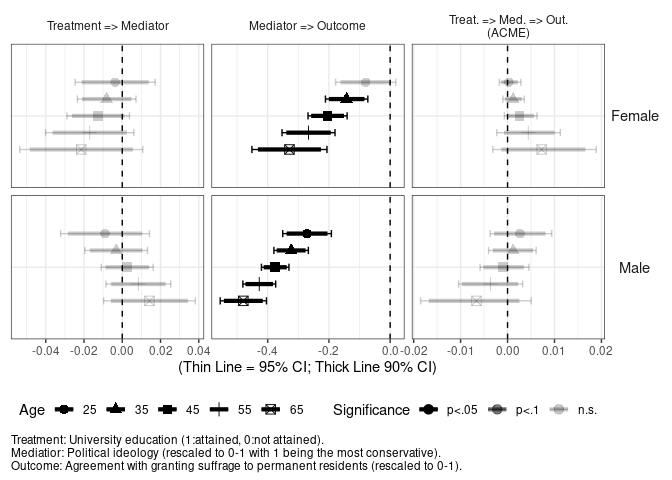 Treatment => Mediator
Mediator => Outcome
Treat. => Med. => Out.
(ACME)
Female
Male
-0.04 -0.02 0.00 0.02 0.04
-0.4 -0.2 0.0
-0.02 -0.01 0.00 0.01 0.02
(Thin Line = 95% CI; Thick Line 90% CI)
Age 25 35 45 55 65
Significance p<.05 p<.1 n.s.
Treatment: University education (1:attained, 0:not attained).
Mediator: Political ideology (rescaled to 0-1 with 1 being the most conservative).
Outcome: Agreement with granting suffrage to permanent residents (rescaled to 0-1).